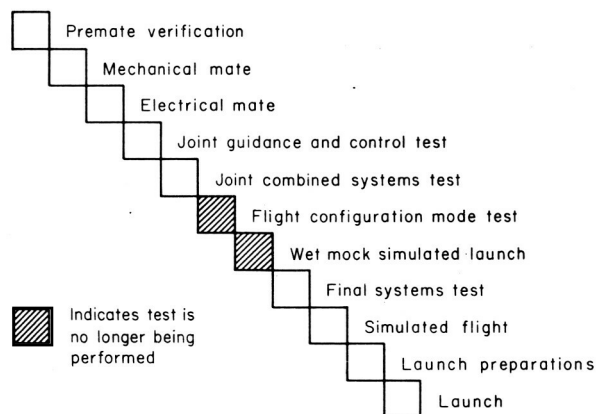 Premate verification
Mechanical mate
Electrical mate
Joint guidance and control test
Joint combined systems test
Flight configuration mode test
Wet mock simulated launch
Final systems test
Simulated flight
Launch preparations
Launch
Indicates test is
no longer being
performed